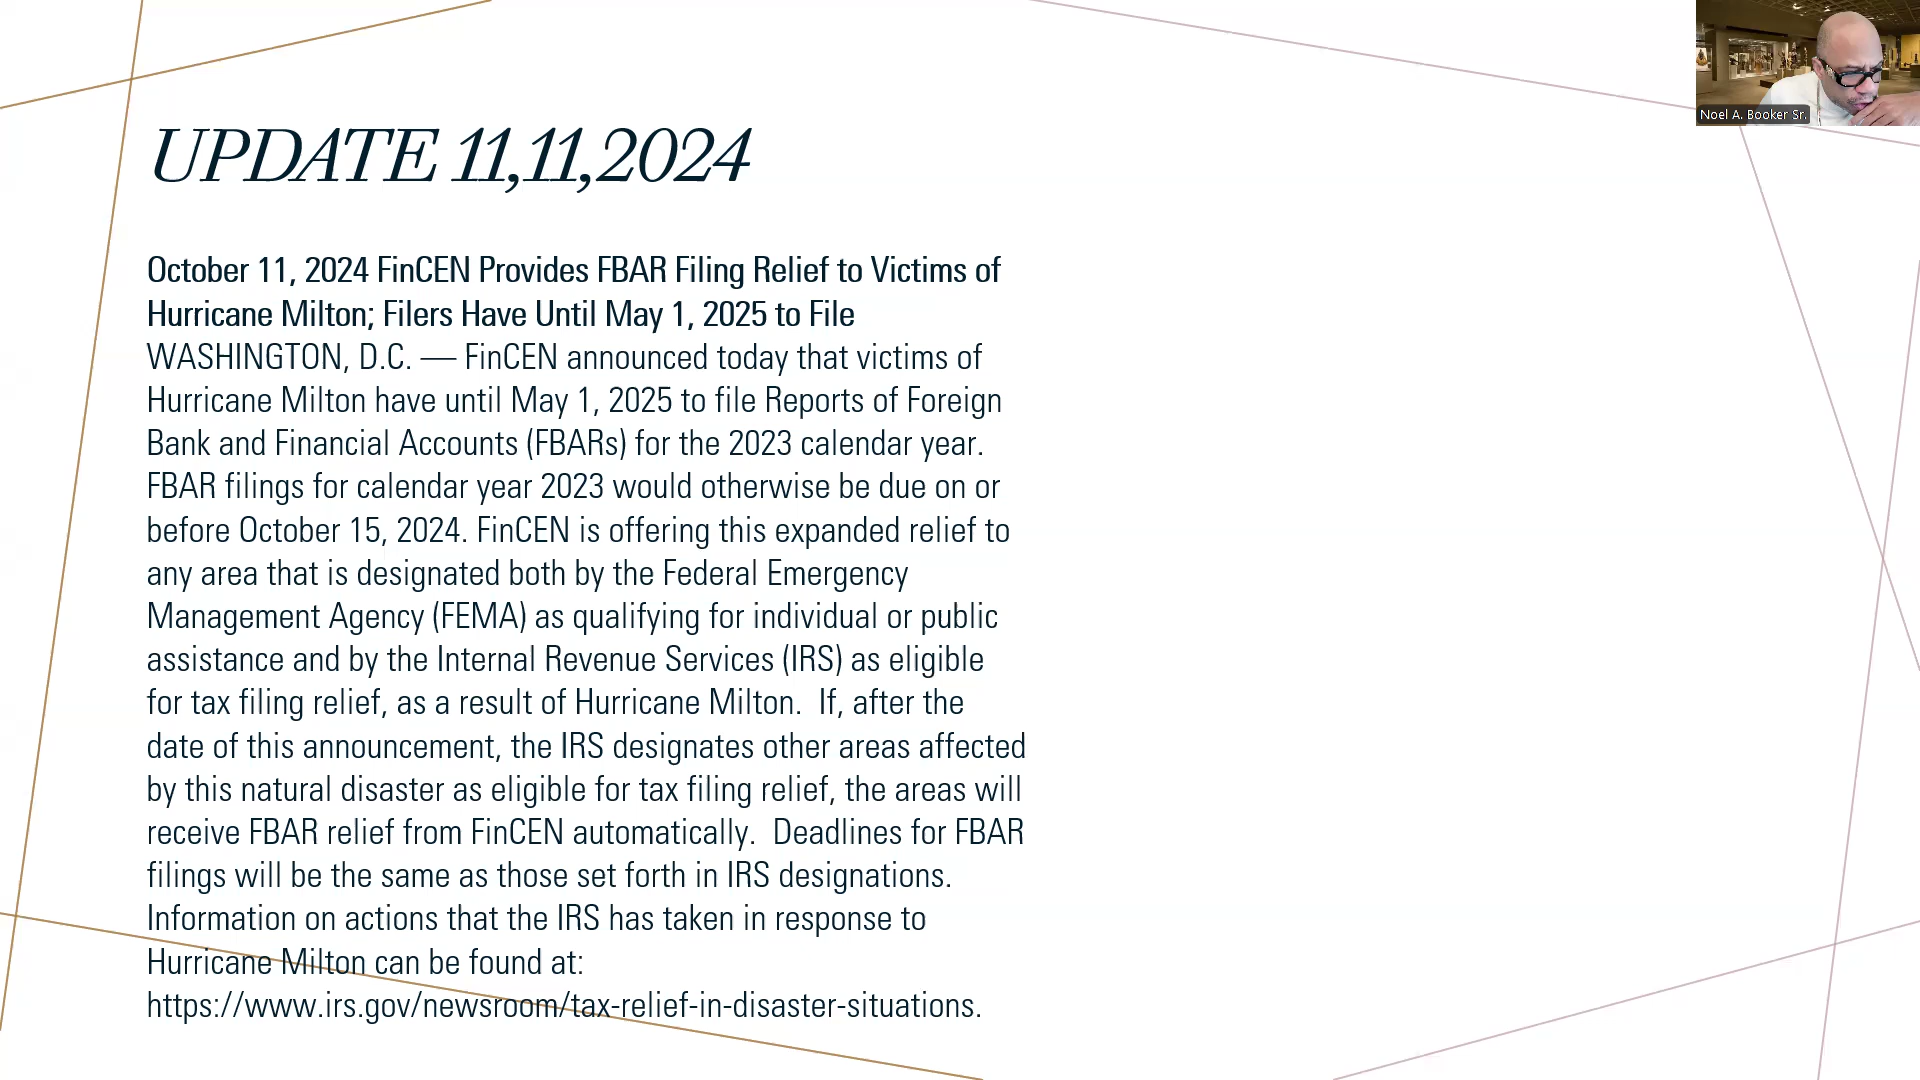 UPDATE 11,11,2024
October 11, 2024 FinCEN Provides FBAR Filing Relief to Victims of
Hurricane Milton; Filers Have Until May 1, 2025 to File
WASHINGTON, D.C. — FinCEN announced today that victims of
Hurricane Milton have until May 1, 2025 to file Reports of Foreign
Bank and Financial Accounts (FBARs) for the 2023 calendar year.
FBAR filings for calendar year 2023 would otherwise be due on or
before October 15, 2024. FinCEN is offering this expanded relief to
any area that is designated both by the Federal Emergency
Management Agency (FEMA) as qualifying for individual or public
assistance and by the Internal Revenue Services (IRS) as eligible
for tax filing relief, as a result of Hurricane Milton.  If, after the
date of this announcement, the IRS designates other areas affected
by this natural disaster as eligible for tax filing relief, the areas will
receive FBAR relief from FinCEN automatically.  Deadlines for FBAR
filings will be the same as those set forth in IRS designations.
Information on actions that the IRS has taken in response to
Hurricane Milton can be found at:
https://www.irs.gov/newsroom/tax-relief-in-disaster-situations.
Noel A. Booker Sr.